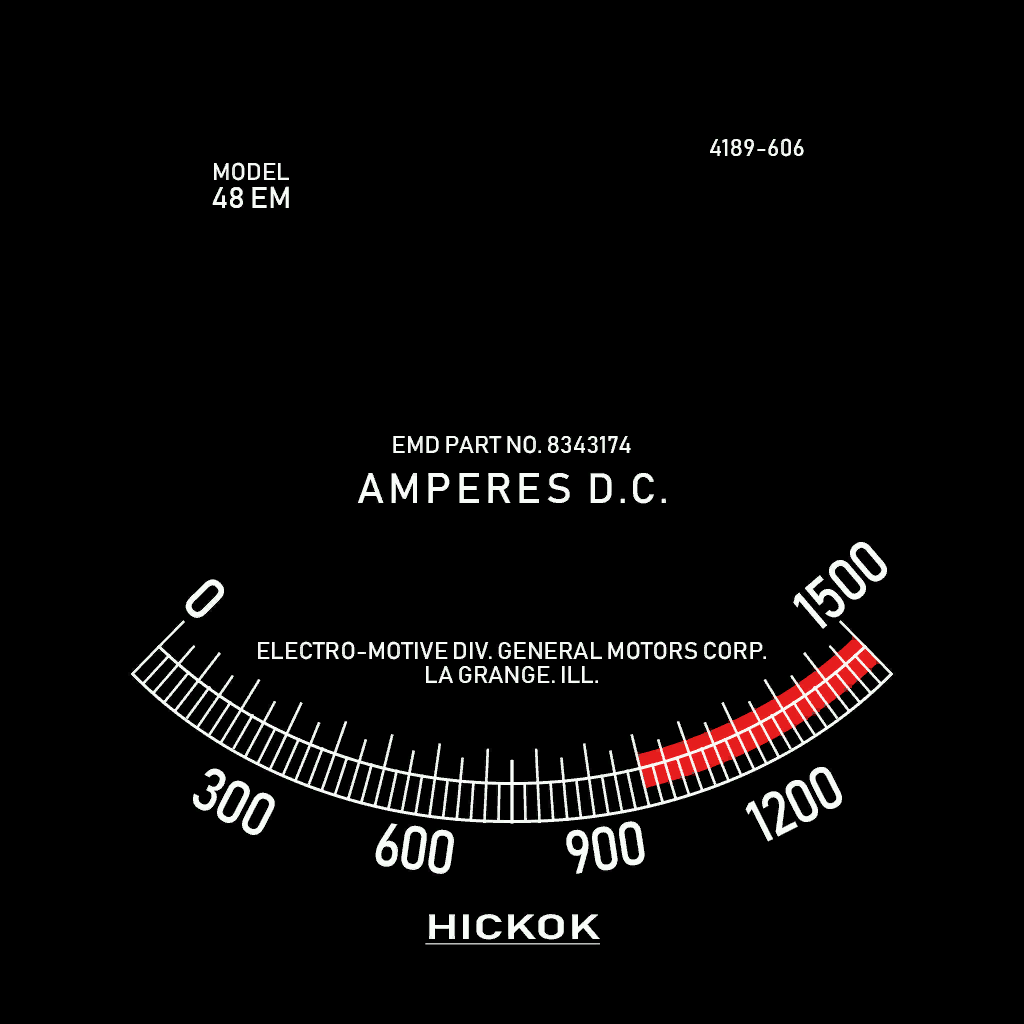 4189-606
MODEL
48 EM
EMD PART NO. 8343174
AMPERES D.C.
0
1500
ELECTRO-MOTIVE DIV. GENERAL MOTORS CORP.
LA GRANGE. ILL.
300
600
900
1200
HICKOK